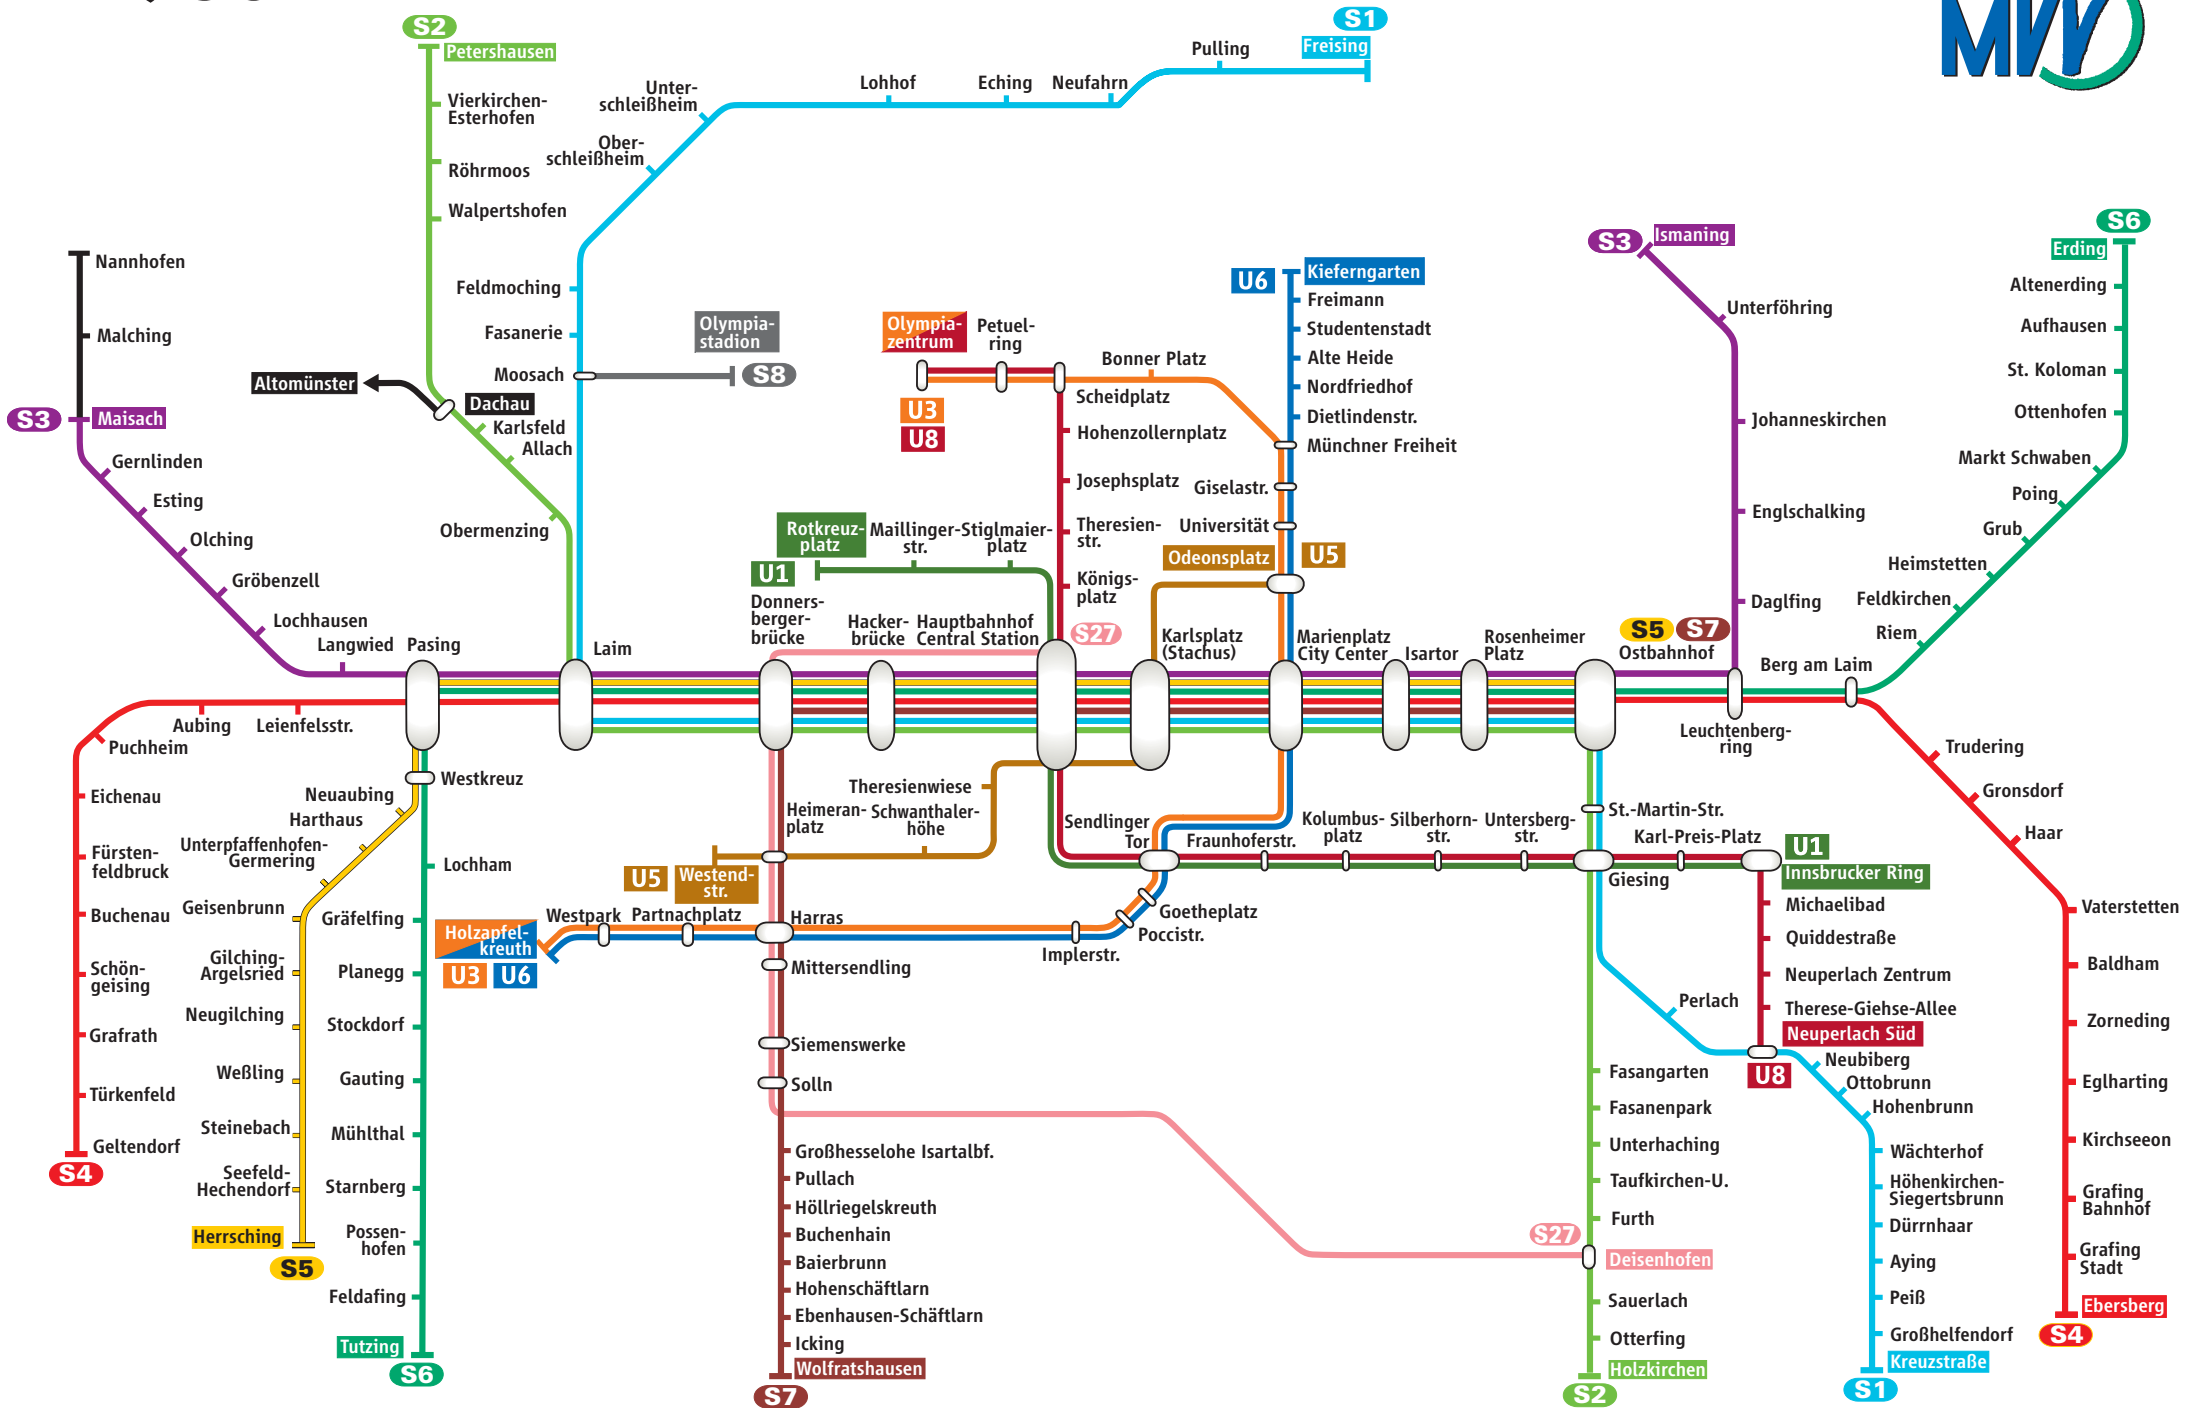 S2
Petershausen
Vierkirchen-
Esterhofen
Röhrmoos
Walpertshofen
S1
Freising
Pulling
Neufahrn
Eching
Lohhof
Unter-
schleißheim
Ober-
schleißheim
Feldmoching
Fasanerie
Moosach
MVV
Nannhofen
Malching
S3
Maisach
Gernlinden
Esting
Olching
Gröbenzell
Lochhausen
Langwied
Altomünster
Dachau
Karlsfeld
Allach
Obermenzing
Olympia-
stadion
S8
Olympia-
zentrum
Petuel-
ring
U3
U8
Scheidplatz
Bonner Platz
Hohenzollernplatz
Josephsplatz
Theresien-
str.
Königs-
platz
U6
Kieferngarten
Freimann
Studentenstadt
Alte Heide
Nordfriedhof
Dietlindenstr.
Münchner Freiheit
Giselastr.
Universität
Odeonsplatz
U5
Rotkreuz-
platz
Maillinger-
str.
Stiglmaier-
platz
U1
S3
Ismaning
Unterföhring
Johanneskirchen
Englschalking
Daglfing
S6
Erding
Altenerding
Aufhausen
St. Koloman
Ottenhofen
Markt Schwaben
Poing
Grub
Heimstetten
Feldkirchen
Riem
Berg am Laim
Pasing
Laim
Donners-
berger-
brücke
Hacker-
brücke
Hauptbahnhof
Central Station
S27
Karlsplatz
(Stachus)
Marienplatz
City Center
Isartor
Rosenheimer
Platz
S5
S7
Ostbahnhof
Leuchtenberg-
ring
Aubing
Leienfelsstr.
Puchheim
Eichenau
Fürsten-
feldbruck
Buchenau
Schön-
geising
Grafrath
Türkenfeld
Geltendorf
S4
Westkreuz
Neuaubing
Harthaus
Unterpfaffenhofen-
Germering
Geisenbrunn
Gilching-
Argelsried
Neugilching
Weßling
Steinebach
Seefeld-
Hechendorf
Herrsching
S5
Lochham
Gräfelfing
Planegg
Stockdorf
Gauting
Mühlthal
Starnberg
Possen-
hofen
Feldafing
Tutzing
S6
Theresienwiese
Schwanthaler-
höhe
Heimeran-
platz
U5
Westend-
str.
Holzapfel-
kreuth
U3
U6
Westpark
Partnachplatz
Harras
Mittersendling
Siemenswerke
Solln
Großhesselohe Isartalbf.
Pullach
Höllriegelskreuth
Buchenhain
Baierbrunn
Hohenschäftlarn
Ebenhausen-Schäftlarn
Icking
Wolfratshausen
S7
Sendlinger
Tor
Goetheplatz
Poccistr.
Implerstr.
Fraunhoferstr.
Kolumbus-
platz
Silberhorn-
str.
Untersberg-
str.
St.-Martin-Str.
Giesing
Karl-Preis-Platz
U1
Innsbrucker Ring
Michaelibad
Quiddestraße
Neuperlach Zentrum
Therese-Giehse-Allee
Neuperlach Süd
U8
Perlach
Neubiberg
Ottobrunn
Hohenbrunn
Wächterhof
Höhenkirchen-
Siegertsbrunn
Dürrnhaar
Aying
Peiß
Großhelfendorf
Kreuzstraße
S1
Fasangarten
Fasanenpark
Unterhaching
Taufkirchen-U.
Furth
S27
Deisenhofen
Sauerlach
Otterfing
Holzkirchen
S2
Trudering
Gronsdorf
Haar
Vaterstetten
Baldham
Zorneding
Eglharting
Kirchseeon
Grafing
Bahnhof
Grafing
Stadt
Ebersberg
S4